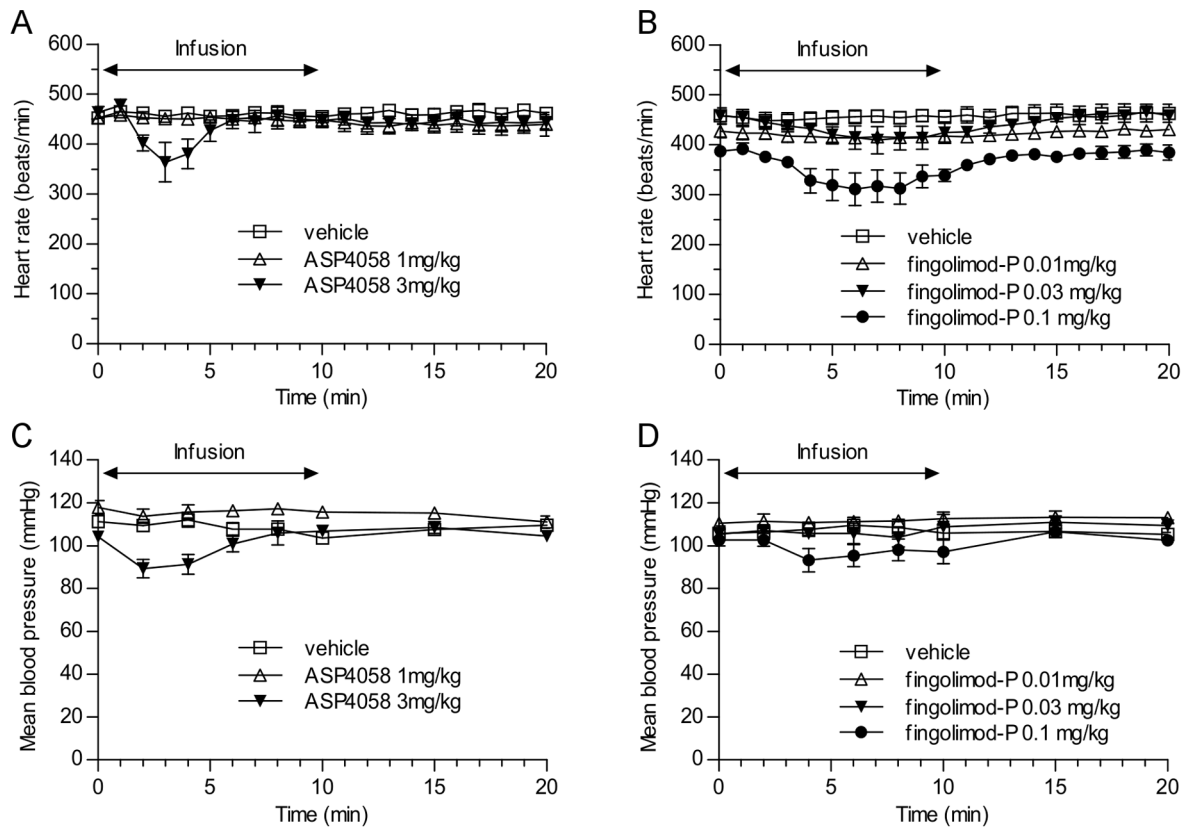 A
Infusion
600
500
400
300
200
100
0
Heart rate (beats/min)
vehicle
ASP4058 1mg/kg
ASP4058 3mg/kg
0 5 10 15 20
Time (min)
B
Infusion
600
500
400
300
200
100
0
Heart rate (beats/min)
vehicle
fingolimod-P 0.01mg/kg
fingolimod-P 0.03 mg/kg
fingolimod-P 0.1 mg/kg
0 5 10 15 20
Time (min)
C
Infusion
140
120
100
80
60
40
20
0
Mean blood pressure (mmHg)
vehicle
ASP4058 1mg/kg
ASP4058 3mg/kg
0 5 10 15 20
Time (min)
D
Infusion
140
120
100
80
60
40
20
0
Mean blood pressure (mmHg)
vehicle
fingolimod-P 0.01mg/kg
fingolimod-P 0.03 mg/kg
fingolimod-P 0.1 mg/kg
0 5 10 15 20
Time (min)